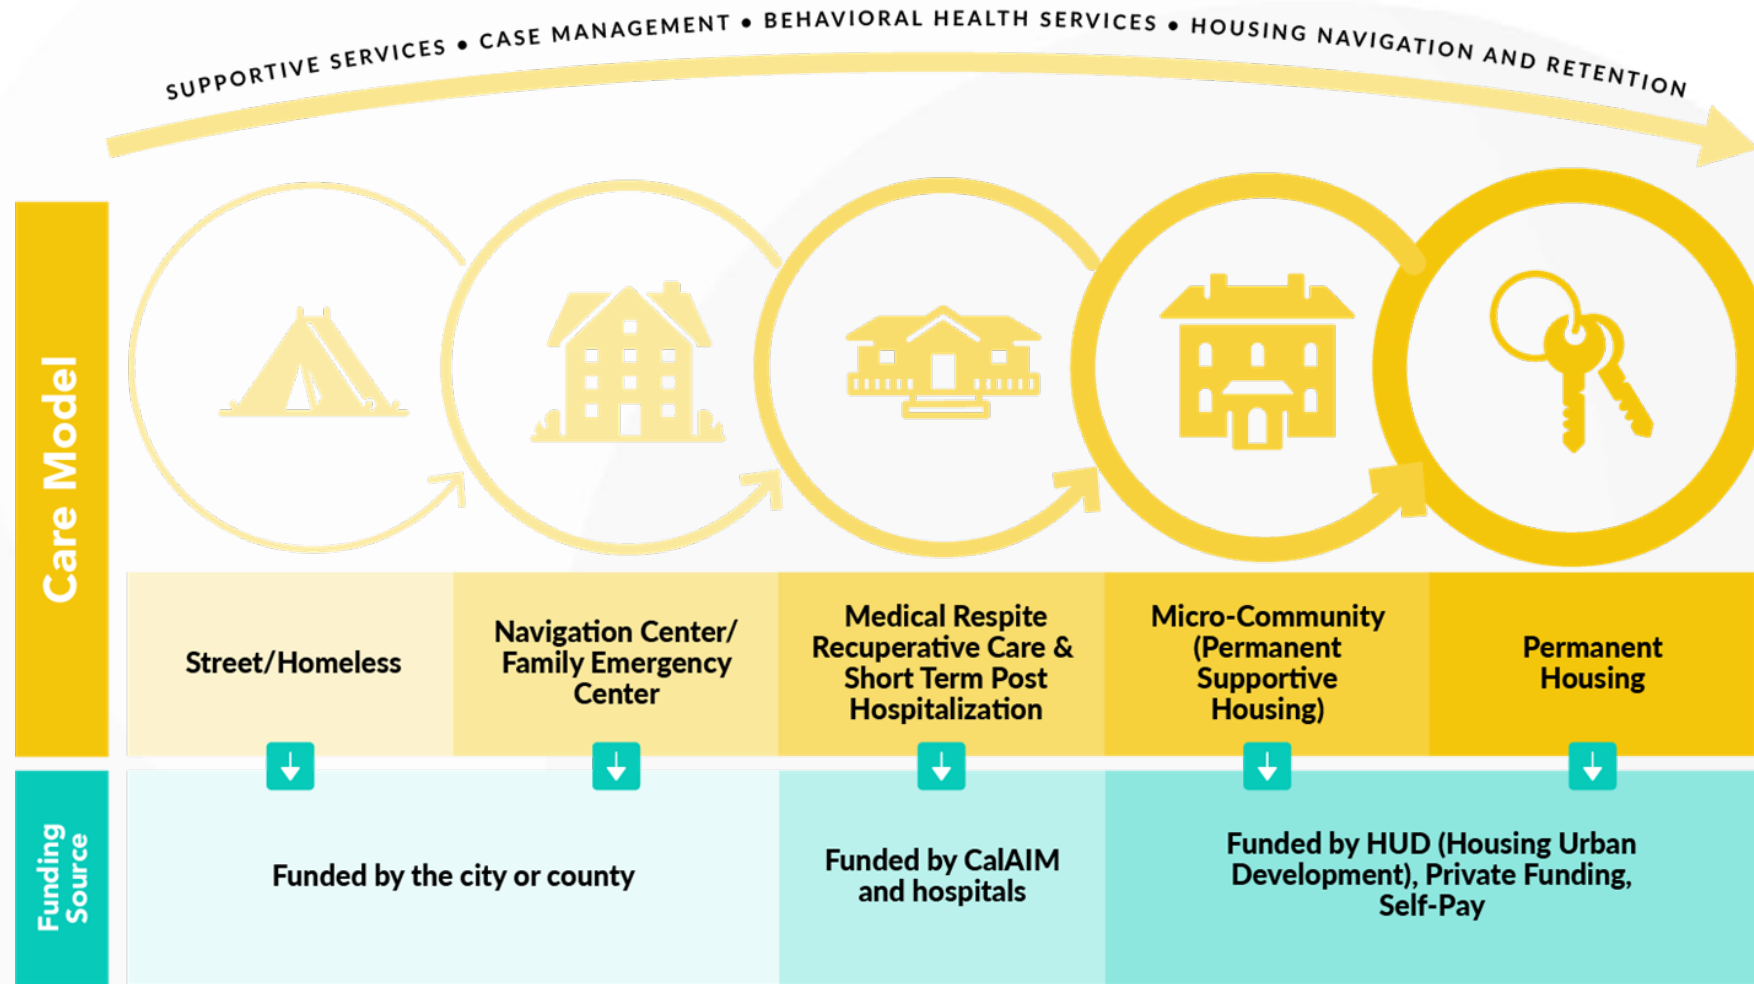 SUPPORTIVE SERVICES • CASE MANAGEMENT • BEHAVIORAL HEALTH SERVICES • HOUSING NAVIGATION AND RETENTION
Care Model
Street/Homeless
Navigation Center/
Family Emergency
Center
Medical Respite
Recuperative Care &
Short Term Post
Hospitalization
Micro-Community
(Permanent
Supportive
Housing)
Permanent
Housing
Funding
Source
Funded by the city or county
Funded by CalAIM
and hospitals
Funded by HUD (Housing Urban
Development), Private Funding,
Self-Pay